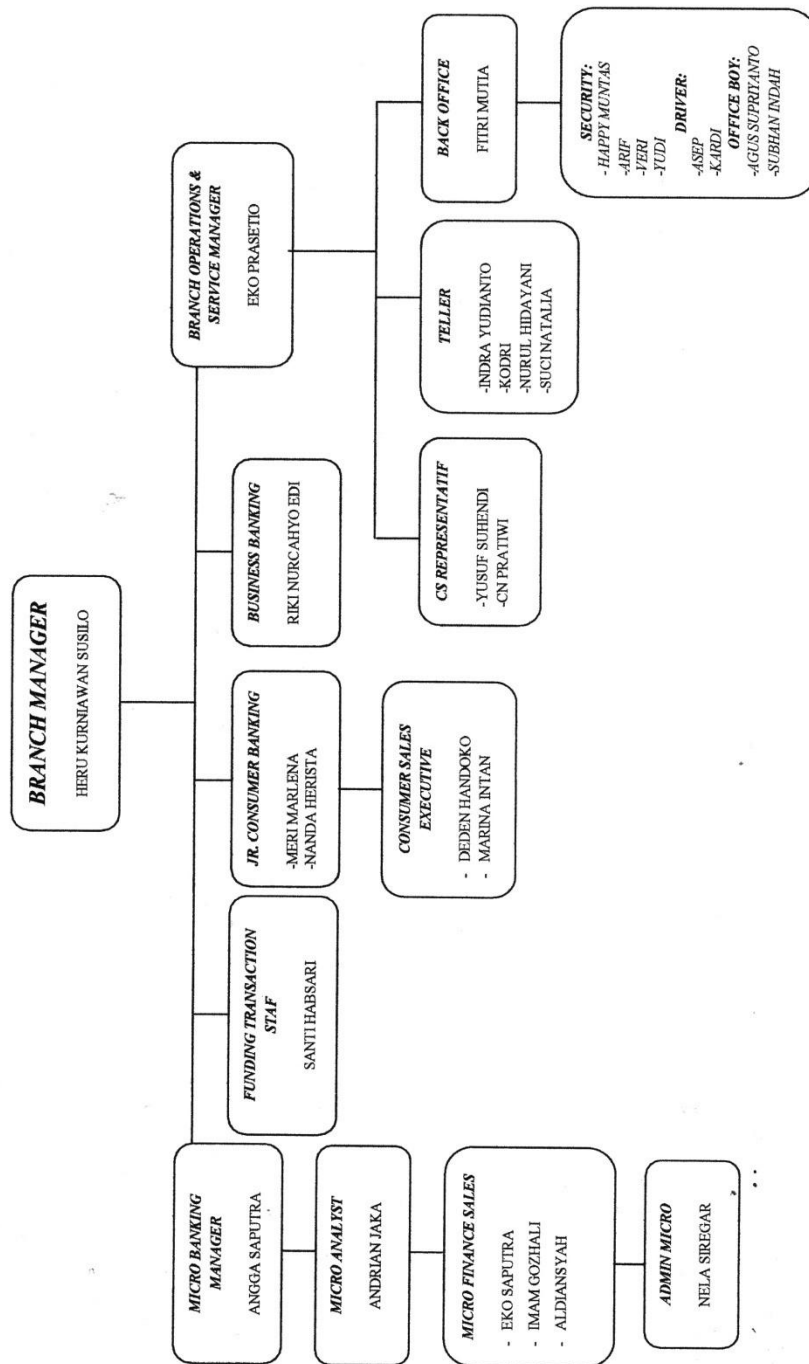 BRANCH MANAGER
HERU KURNIAWAN SUSILO
MICRO BANKING
MANAGER
ANGGA SAPUTRA
FUNDING TRANSACTION
STAF
SANTI HABSARI
JR. CONSUMER BANKING
-MERI MARLENA
-NANDA HERISTA
BUSINESS BANKING
RIKI NURCAHYO EDI
BRANCH OPERATIONS &
SERVICE MANAGER
EKO PRASETIO
MICRO ANALYST
ANDRIAN JAKA
MICRO FINANCE SALES
- EKO SAPUTRA
- IMAM GOZHALI
- ALDIANSYAH
ADMIN MICRO
NELA SIREGAR
CONSUMER SALES
EXECUTIVE
- DEDEN HANDOKO
- MARINA INTAN
CS REPRESENTATIF
-YUSUF SUHENDI
-CN PRATIWI
TELLER
-INDRA YUDIANTO
-KODRI
-NURUL HIDAYANI
-SUCI NATALIA
BACK OFFICE
FITRI MUTIA
SECURITY:
- HAPPY MUNTAS
-ARIF
-VERI
-YUDI
DRIVER:
-ASEP
-KARDI
OFFICE BOY:
-AGUS SUPRIYANTO
-SUBHAN INDAH